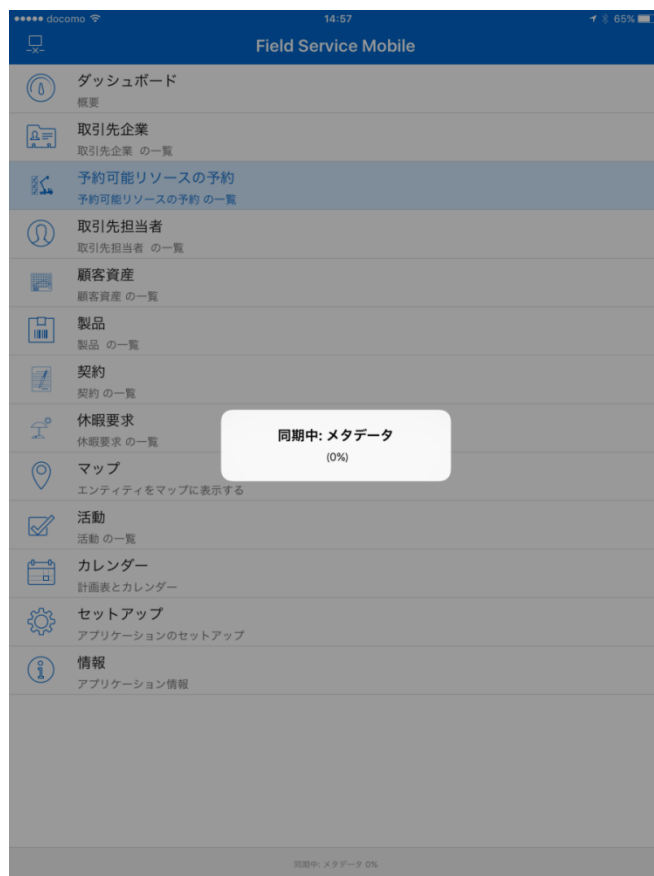 docomo 14:57 65%
Field Service Mobile
ダッシュボード
概要
取引先企業
取引先企業 の一覧
予約可能リソースの予約
予約可能リソースの予約 の一覧
取引先担当者
取引先担当者 の一覧
顧客資産
顧客資産 の一覧
製品
製品 の一覧
契約
契約 の一覧
休暇要求
休暇要求 の一覧
同期中: メタデータ
(0%)
マップ
エンティティをマップに表示する
活動
活動 の一覧
カレンダー
計画表とカレンダー
セットアップ
アプリケーションのセットアップ
情報
アプリケーション情報
同期中: メタデータ 0%